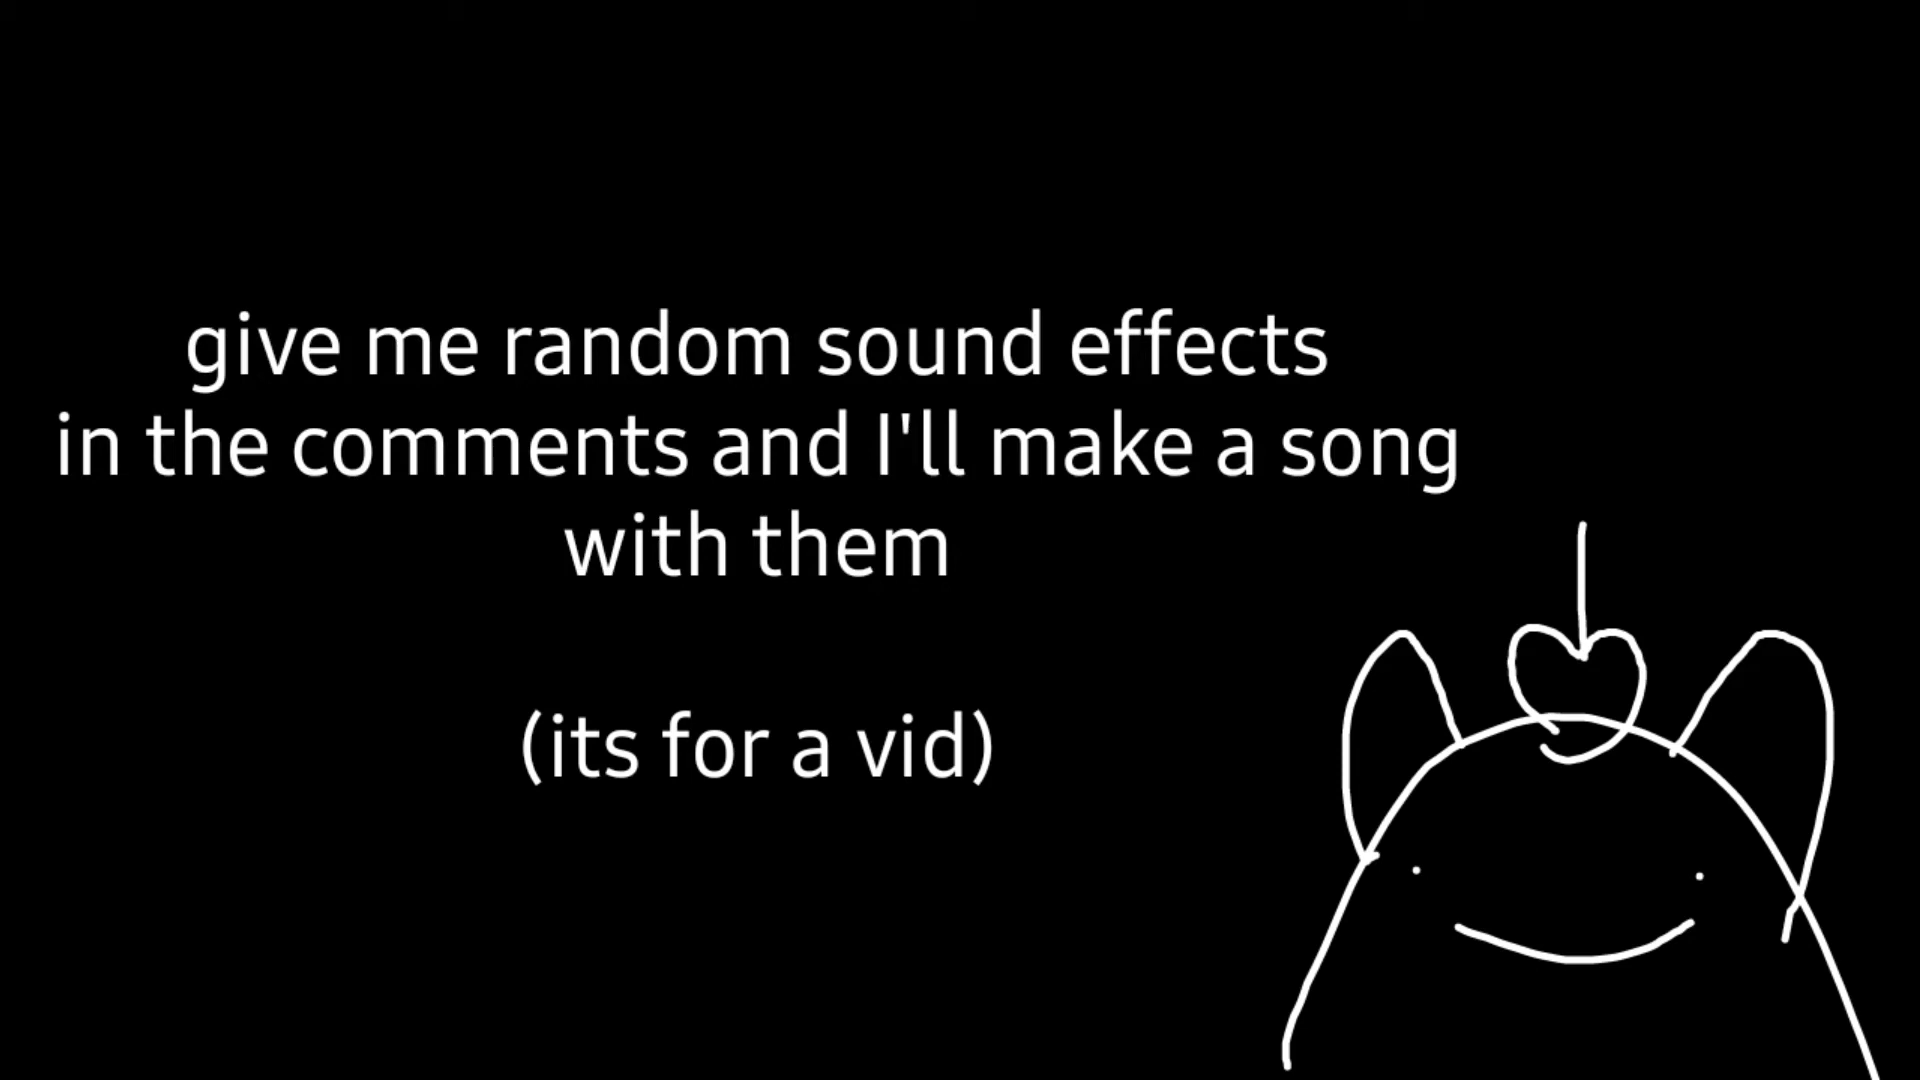 give me random sound effects
in the comments and I'll make a song
with them
(its for a vid)